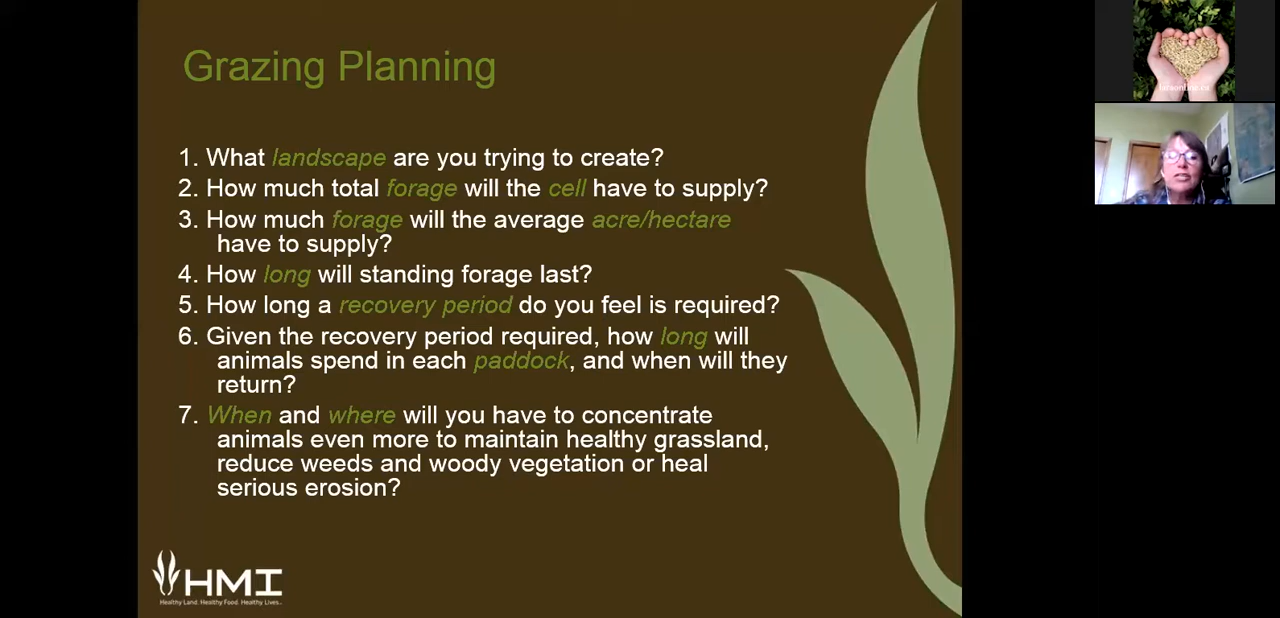 Grazing Planning
1. What landscape are you trying to create?
2. How much total forage will the cell have to supply?
3. How much forage will the average acre/hectare
have to supply?
4. How long will standing forage last?
5. How long a recovery period do you feel is required?
6. Given the recovery period required, how long will
animals spend in each paddock, and when will they
return?
7. When and where will you have to concentrate
animals even more to maintain healthy grassland,
reduce weeds and woody vegetation or heal
serious erosion?
HMI
Healthy Land. Healthy Food. Healthy Lives.